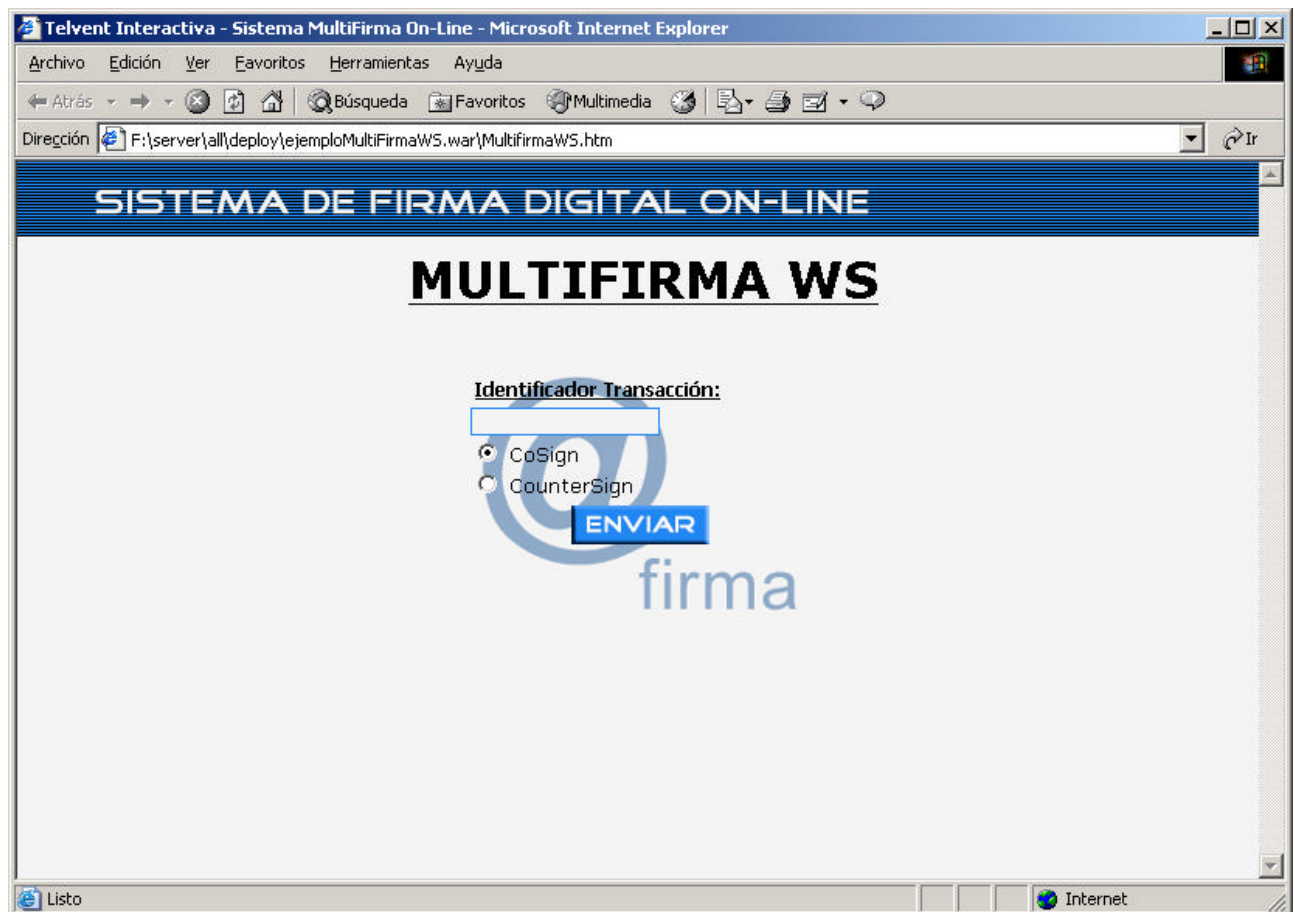 Telvent Interactiva - Sistema MultiFirma On-Line - Microsoft Internet Explorer
Archivo Edición Ver Favoritos Herramientas Ayuda
Atrás Búsqueda Favoritos Multimedia
Dirección F:\server\all\deploy\ejemploMultiFirmaWS.war\MultifirmaWS.htm Ir
SISTEMA DE FIRMA DIGITAL ON-LINE
MULTIFIRMA WS
Identificador Transacción:
CoSign
CounterSign
ENVIAR
@
firma
Listo Internet